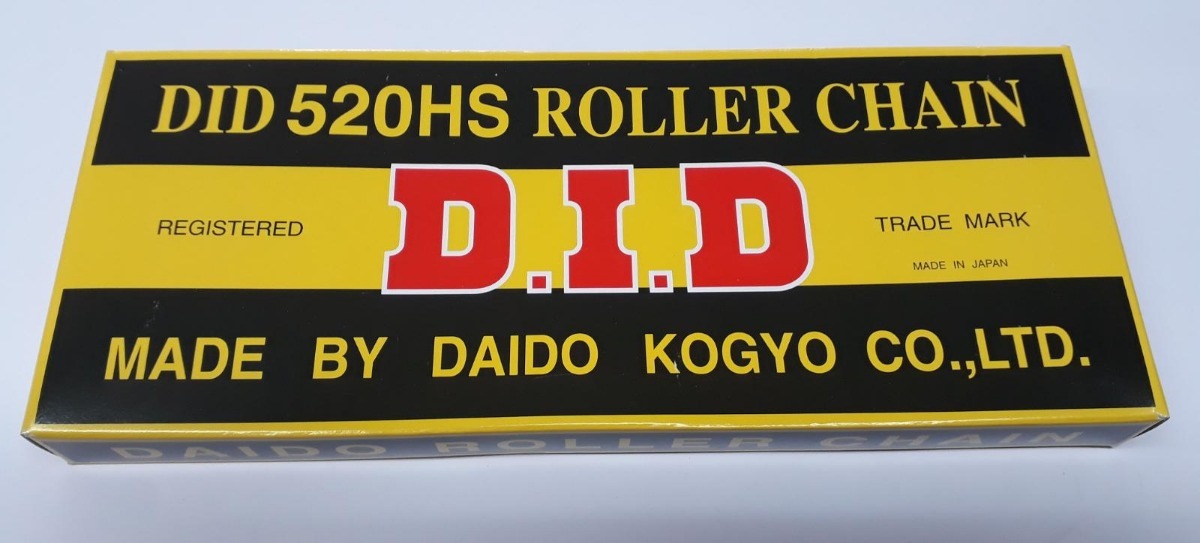 DID 520HS ROLLER CHAIN
REGISTERED
D.I.D
TRADE MARK
MADE IN JAPAN
MADE BY DAIDO KOGYO CO.,LTD.
DAIDO ROLLER CHAIN